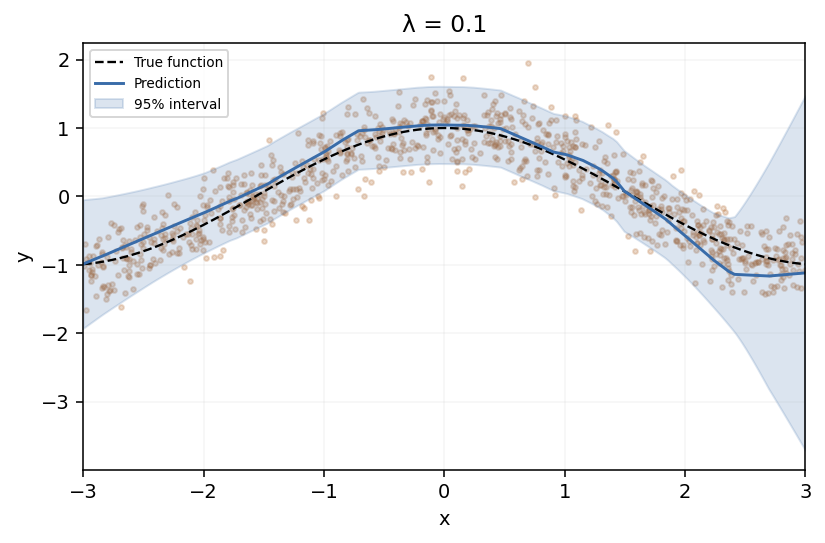 λ = 0.1
True function
Prediction
95% interval
2
1
0
−1
−2
−3
y
−3
−2
−1
0
1
2
3
x